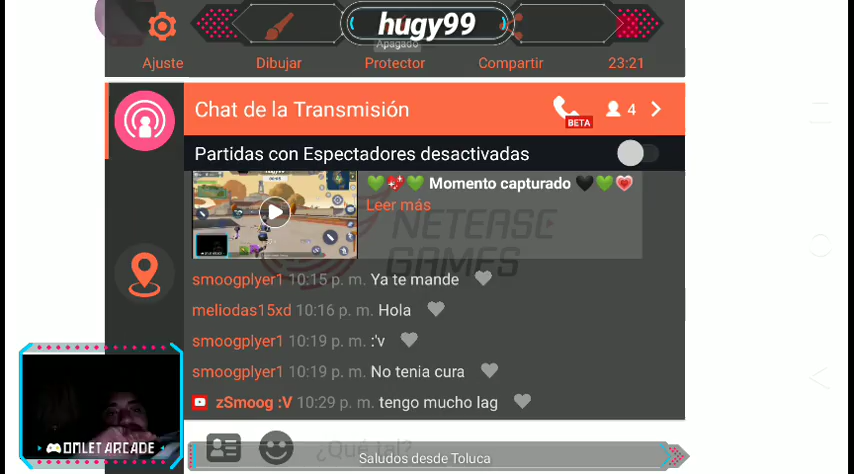 hugy99
Apagado
Ajuste
Dibujar
Protector
Compartir
23:21
Chat de la Transmisión
BETA
4
Partidas con Espectadores desactivadas
💚💖💚 Momento capturado 🖤💚💗
Leer más
NETEASE
GAMES
smoogplyer1 10:15 p. m. Ya te mande
meliodas15xd 10:16 p. m. Hola
smoogplyer1 10:19 p. m. :'v
smoogplyer1 10:19 p. m. No tenia cura
zSmoog :V 10:29 p. m. tengo mucho lag
OMLET ARCADE
¿Qué tal?
Saludos desde Toluca